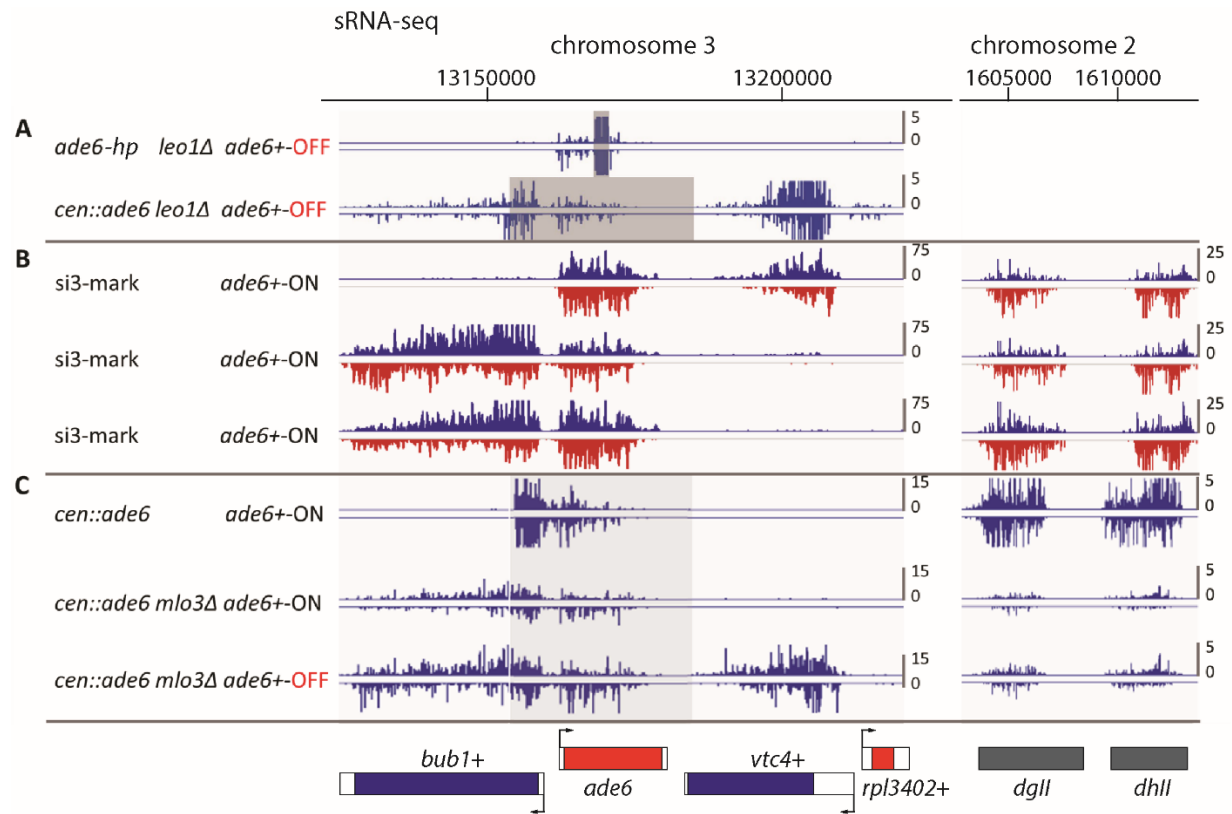 sRNA-seq
chromosome 3 chromosome 2
13150000 13200000 1605000 1610000
A
ade6-hp leo1Δ ade6+-OFF 5 0
cen::ade6 leo1Δ ade6+-OFF 5 0
B
si3-mark ade6+-ON 75 0 25 0
si3-mark ade6+-ON 75 0 25 0
si3-mark ade6+-ON 75 0 25 0
C
cen::ade6 ade6+-ON 15 0 5 0
cen::ade6 mlo3Δ ade6+-ON 15 0 5 0
cen::ade6 mlo3Δ ade6+-OFF 15 0 5 0
bub1+ vtc4+
ade6 rpl3402+ dgII dhII